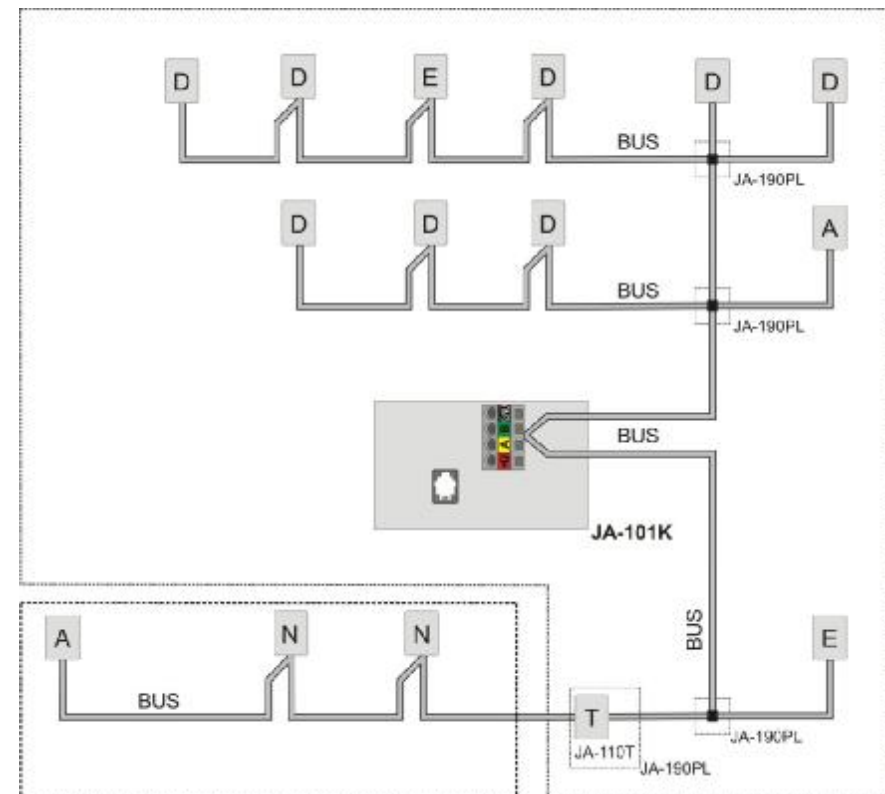 D D E D D D
BUS
JA-190PL
D D D A
BUS
JA-190PL
A
BUS
JA-101K
BUS
A N N E
BUS
T
JA-190PL
JA-110T
JA-190PL